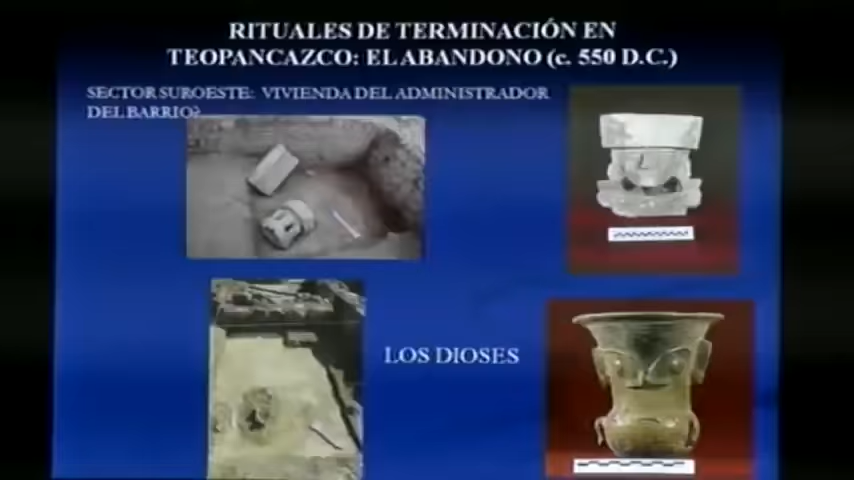 RITUALES DE TERMINACIÓN EN
TEOPANCAZCO: EL ABANDONO (c. 550 D.C.)
SECTOR SUROESTE: VIVIENDA DEL ADMINISTRADOR
DEL BARRIO?
LOS DIOSES